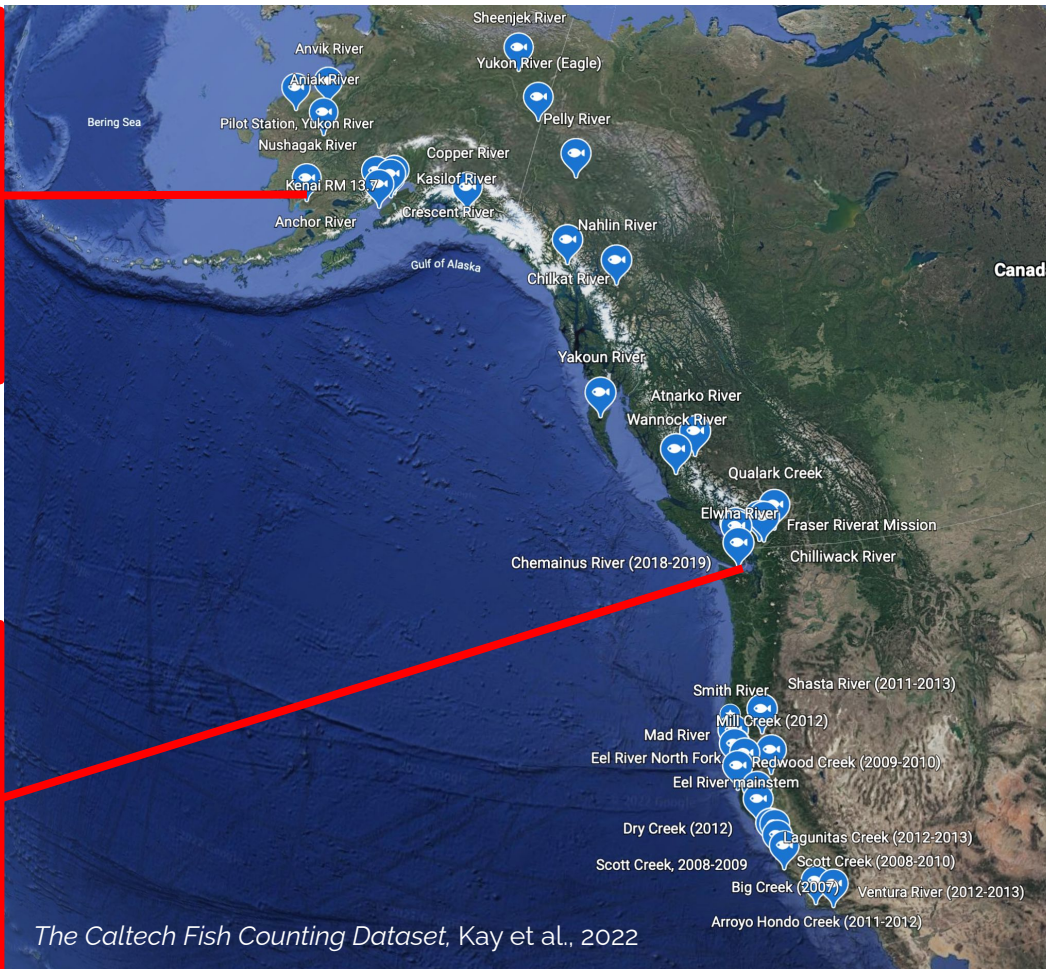 Sheenjek River
Anvik River
Yukon River (Eagle)
Aniak River
Bering Sea
Pilot Station, Yukon River
Pelly River
Nushagak River
Copper River
Kenai RM 13.7
Kasilof River
Crescent River
Anchor River
Nahlin River
Gulf of Alaska
Chilkat River
Canad
Yakoun River
Atnarko River
Wannock River
Qualark Creek
Elwha River
Fraser Riverat Mission
Chemainus River (2018-2019)
Chilliwack River
Shasta River (2011-2013)
Smith River
Mill Creek (2012)
Mad River
Eel River North Fork
Redwood Creek (2009-2010)
Eel River mainstem
Dry Creek (2012)
Lagunitas Creek (2012-2013)
Scott Creek, 2008-2009
Scott Creek (2008-2010)
Big Creek (2007)
Ventura River (2012-2013)
Arroyo Hondo Creek (2011-2012)
The Caltech Fish Counting Dataset, Kay et al., 2022